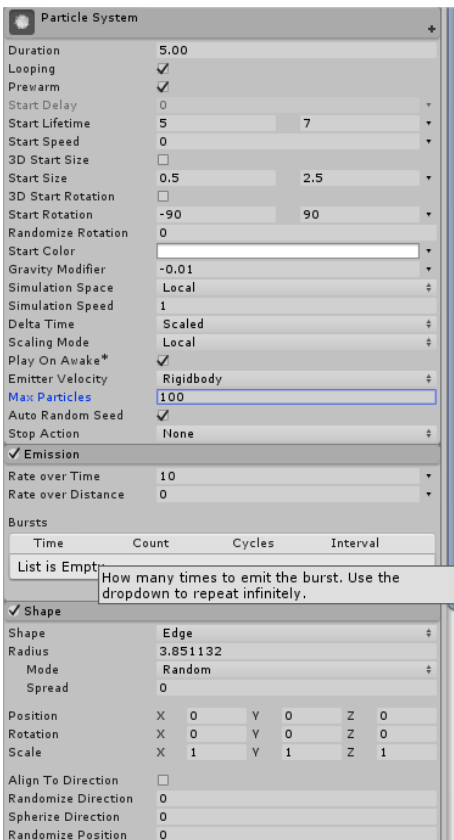 Particle System
Duration 5.00
Looping
Prewarm
Start Delay 0
Start Lifetime 5 7
Start Speed 0
3D Start Size
Start Size 0.5 2.5
3D Start Rotation
Start Rotation -90 90
Randomize Rotation 0
Start Color
Gravity Modifier -0.01
Simulation Space Local
Simulation Speed 1
Delta Time Scaled
Scaling Mode Local
Play On Awake*
Emitter Velocity Rigidbody
Max Particles 100
Auto Random Seed
Stop Action None
Emission
Rate over Time 10
Rate over Distance 0
Bursts
Time Count Cycles Interval
List is Empty
How many times to emit the burst. Use the
dropdown to repeat infinitely.
Shape
Shape Edge
Radius 3.851132
Mode Random
Spread 0
Position X 0 Y 0 Z 0
Rotation X 0 Y 0 Z 0
Scale X 1 Y 1 Z 1
Align To Direction
Randomize Direction 0
Spherize Direction 0
Randomize Position 0